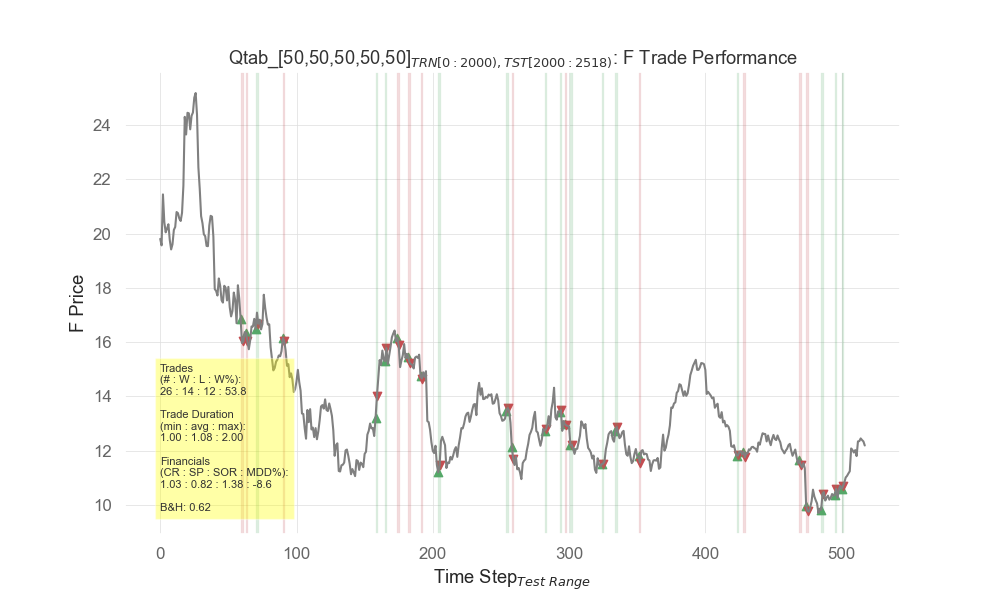 Qtab_[50,50,50,50,50]TRN[0 : 2000), TST[2000 : 2518): F Trade Performance
24
22
20
18
16
14
12
10
F Price
Trades
(# : W : L : W%):
26 : 14 : 12 : 53.8
Trade Duration
(min : avg : max):
1.00 : 1.08 : 2.00
Financials
(CR : SP : SOR : MDD%):
1.03 : 0.82 : 1.38 : -8.6
B&H: 0.62
0 100 200 300 400 500
Time StepTest Range